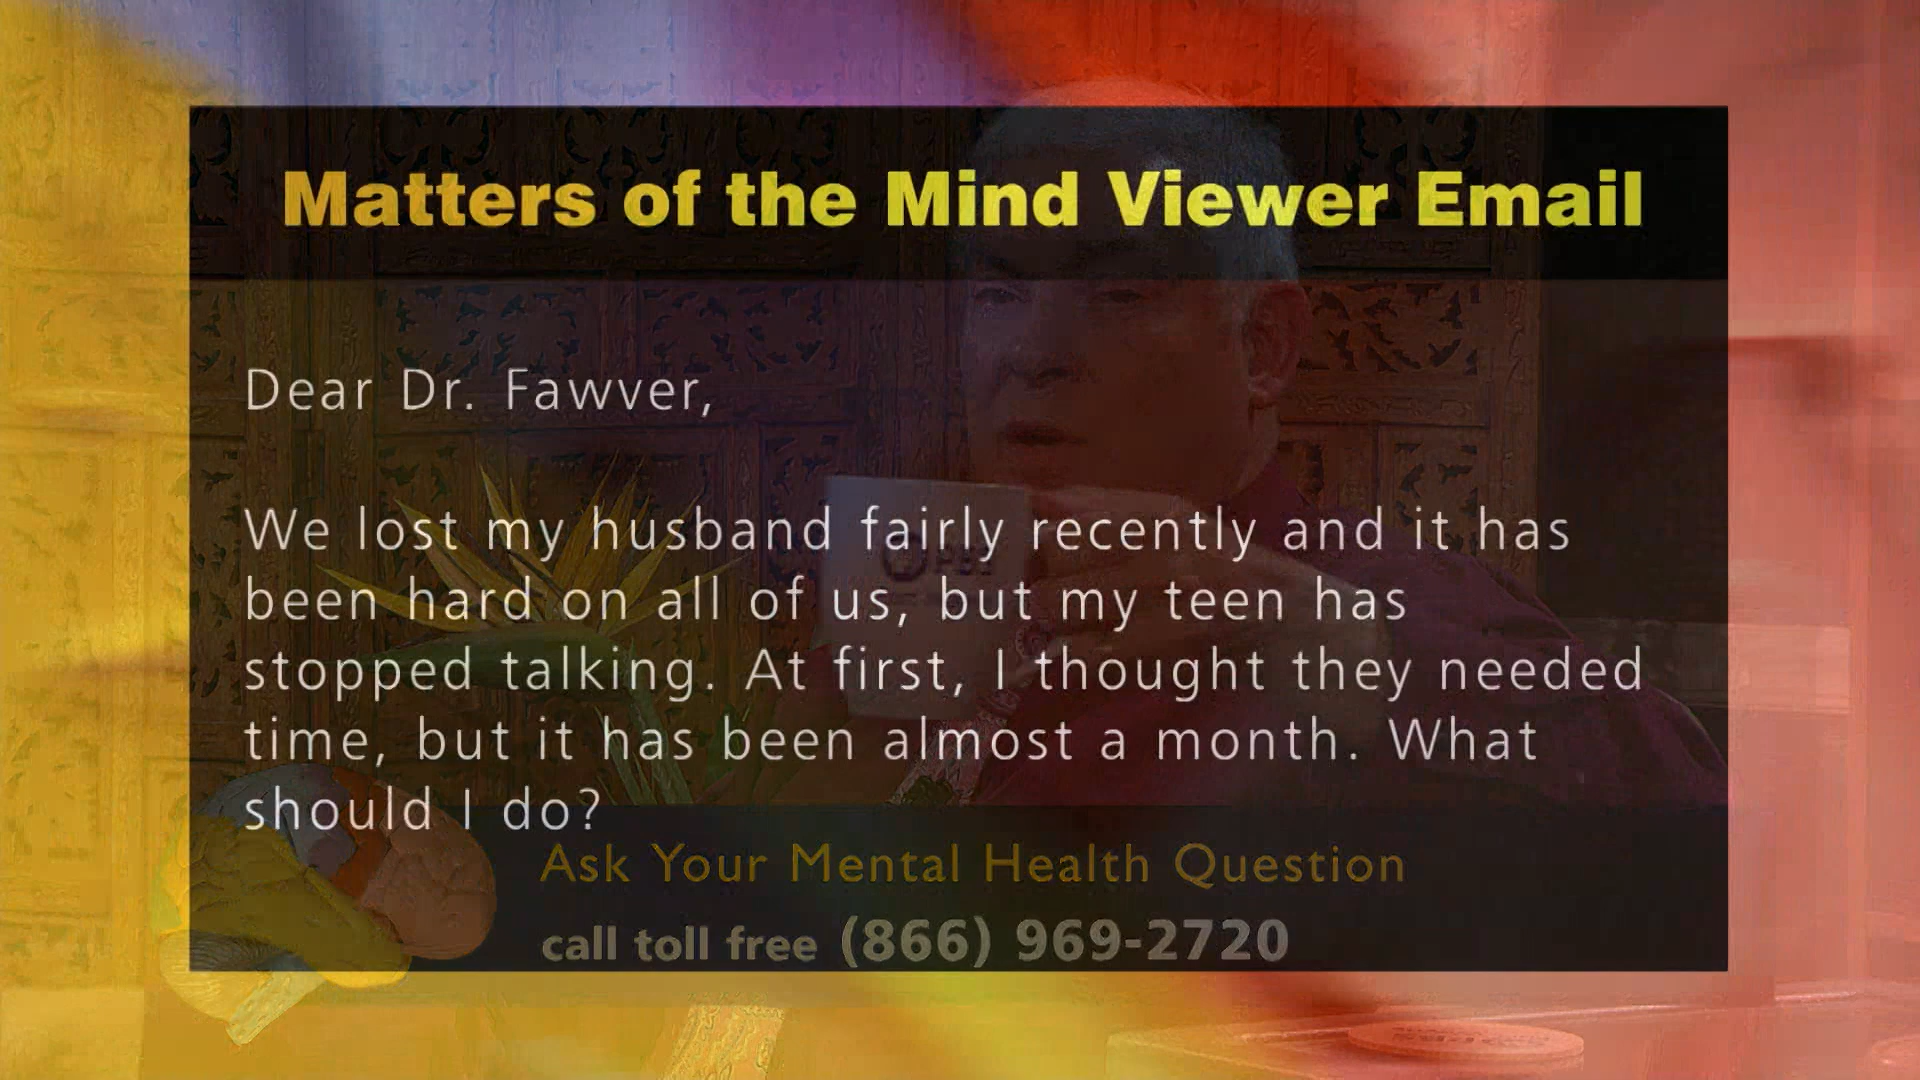 Matters of the Mind Viewer Email
Dear Dr. Fawver,
We lost my husband fairly recently and it has
been hard on all of us, but my teen has
stopped talking. At first, I thought they needed
time, but it has been almost a month. What
should I do?
Ask Your Mental Health Question
call toll free (866) 969-2720